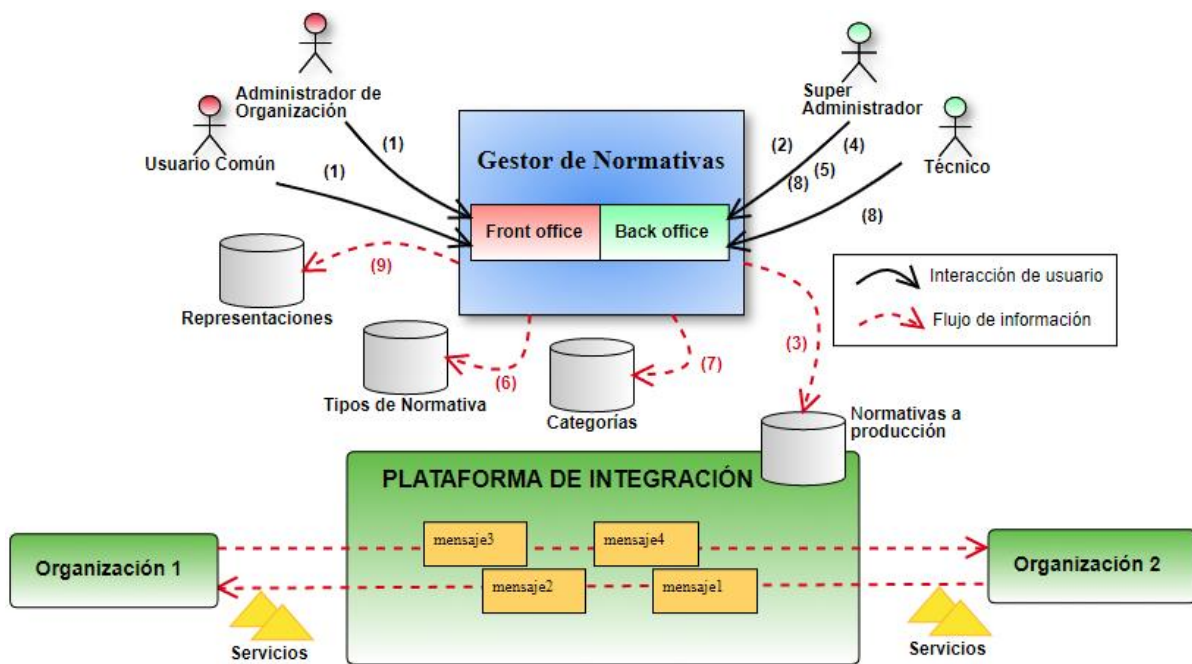 Administrador de
Organización
Usuario Común
(1)
(1)
Super
Administrador
Técnico
(2)
(4)
(5)
(8)
(8)
Gestor de Normativas
Front office
Back office
Interacción de usuario
Flujo de información
(9)
Representaciones
(6)
Tipos de Normativa
(7)
Categorías
(3)
Normativas a
producción
PLATAFORMA DE INTEGRACIÓN
mensaje3
mensaje4
mensaje2
mensaje1
Organización 1
Organización 2
Servicios
Servicios